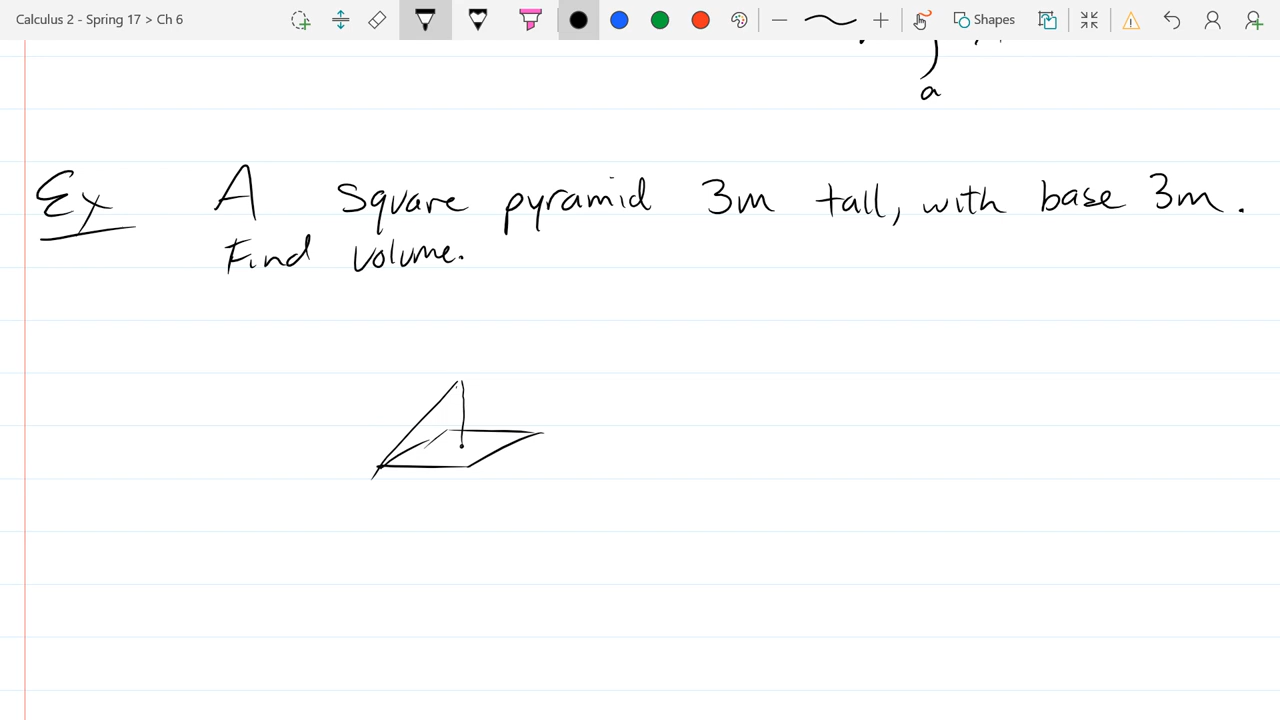 Calculus 2 - Spring 17 > Ch 6
Shapes
a
Ex A square pyramid 3m tall, with base 3m.
Find volume.